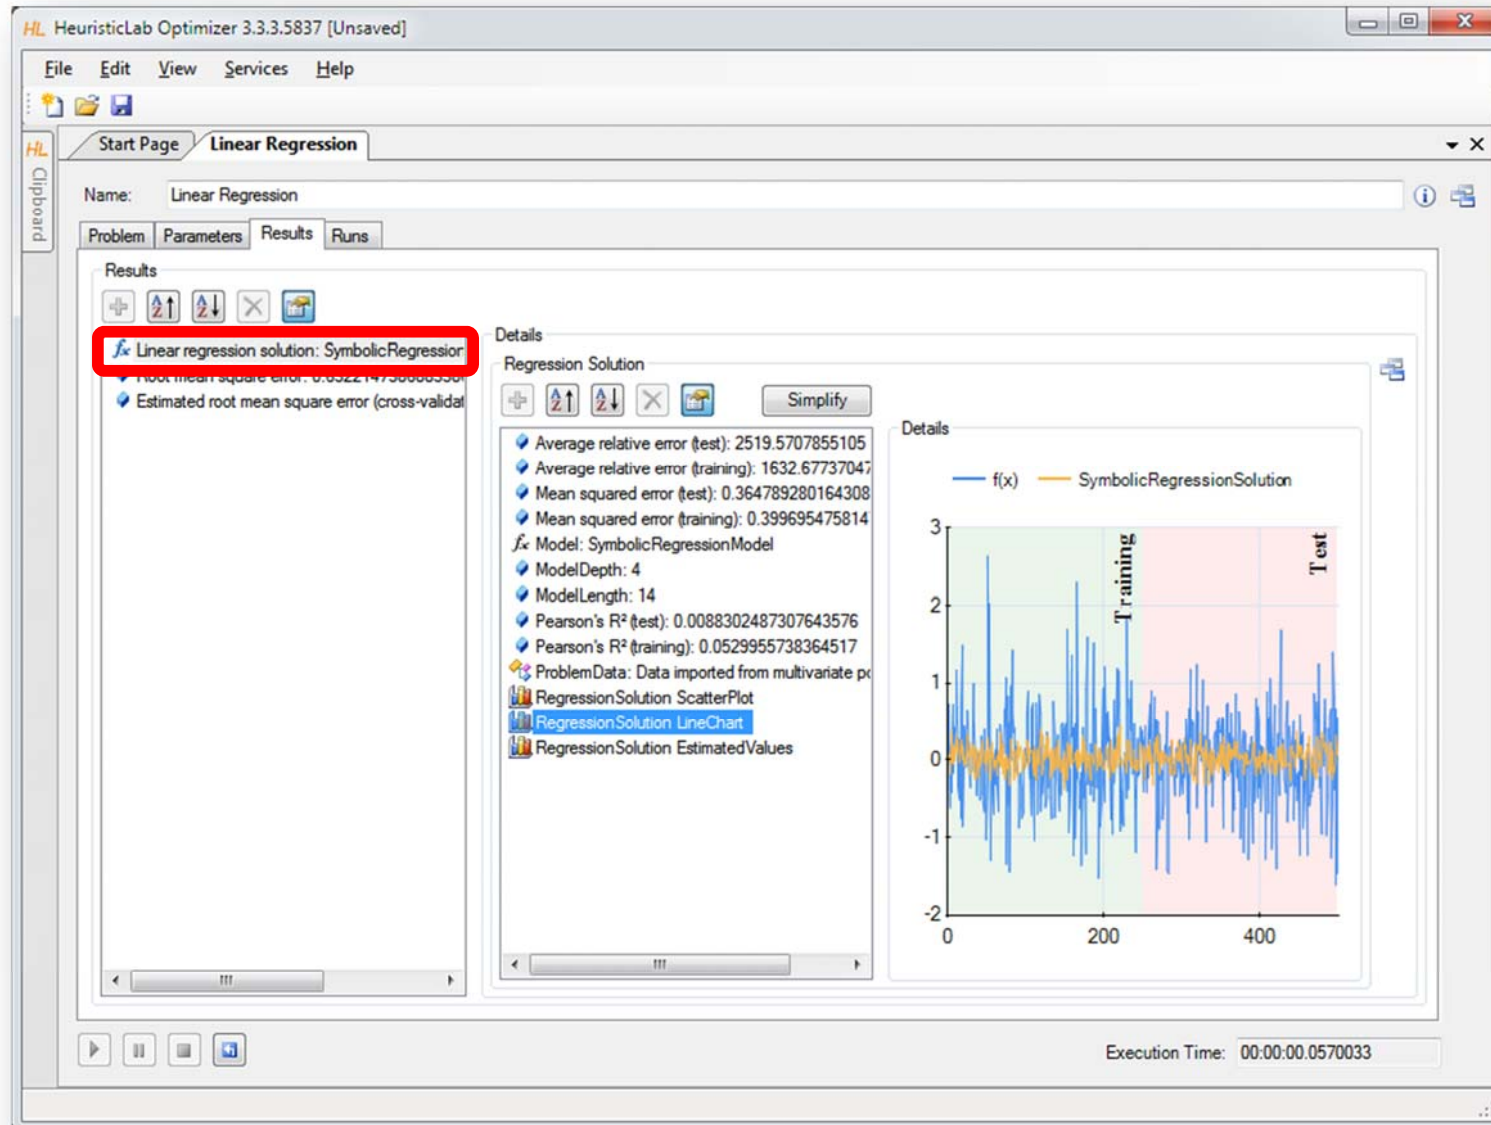 HL HeuristicLab Optimizer 3.3.3.5837 [Unsaved]
File Edit View Services Help
HL Clipboard
Start Page Linear Regression
Name: Linear Regression
Problem Parameters Results Runs
Results
Linear regression solution: SymbolicRegression
Root mean square error:
Estimated root mean square error (cross-validat
Details
Regression Solution
Simplify
Average relative error (test): 2519.5707855105
Average relative error (training): 1632.67737047
Mean squared error (test): 0.364789280164308
Mean squared error (training): 0.399695475814
Model: SymbolicRegressionModel
ModelDepth: 4
ModelLength: 14
Pearson's R² (test): 0.0088302487307643576
Pearson's R² (training): 0.0529955738364517
ProblemData: Data imported from multivariate po
RegressionSolution ScatterPlot
RegressionSolution LineChart
RegressionSolution EstimatedValues
Details
f(x) SymbolicRegressionSolution
Training
Test
3
2
1
0
-1
-2
0 200 400
Execution Time: 00:00:00.0570033